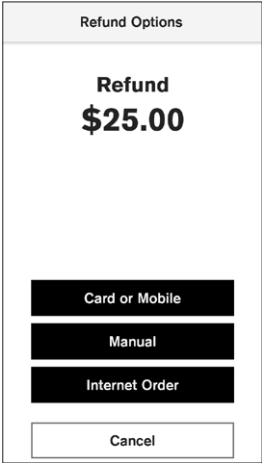 Refund Options
Refund
$25.00
Card or Mobile
Manual
Internet Order
Cancel